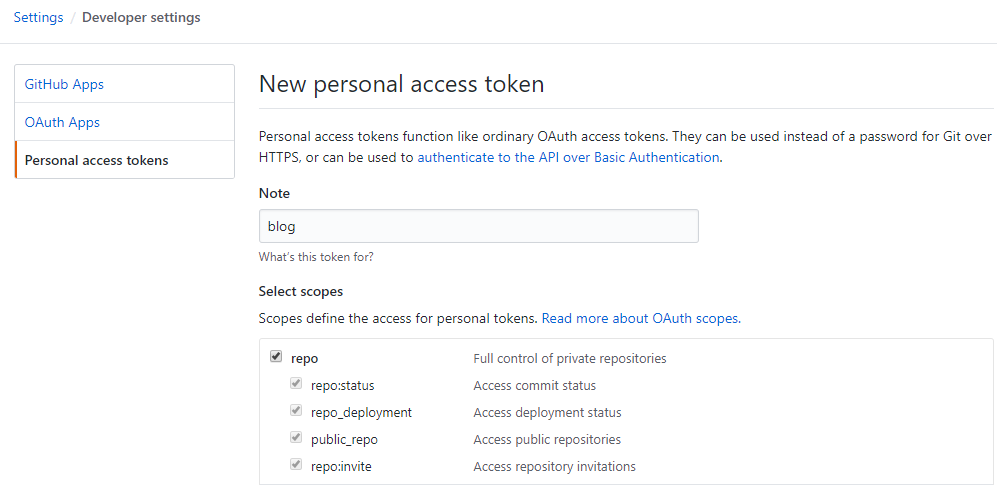 Settings / Developer settings
GitHub Apps
OAuth Apps
Personal access tokens
New personal access token
Personal access tokens function like ordinary OAuth access tokens. They can be used instead of a password for Git over
HTTPS, or can be used to authenticate to the API over Basic Authentication.
Note
blog
What's this token for?
Select scopes
Scopes define the access for personal tokens. Read more about OAuth scopes.
repo Full control of private repositories
repo:status Access commit status
repo_deployment Access deployment status
public_repo Access public repositories
repo:invite Access repository invitations